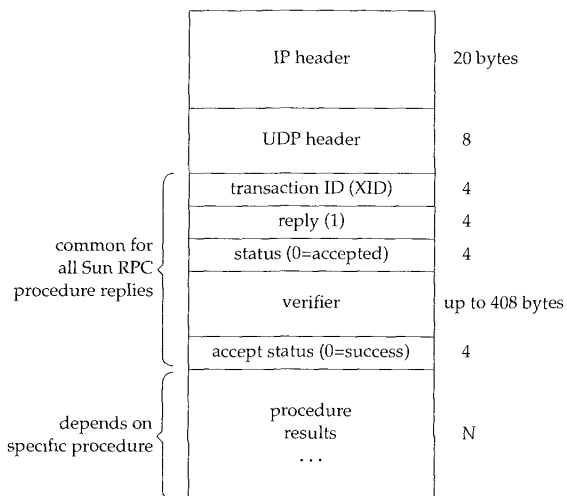 IP header
20 bytes
UDP header
8
transaction ID (XID)
4
reply (1)
4
status (0=accepted)
4
common for
all Sun RPC
procedure replies
verifier
up to 408 bytes
accept status (0=success)
4
depends on
specific procedure
procedure
results
...
N